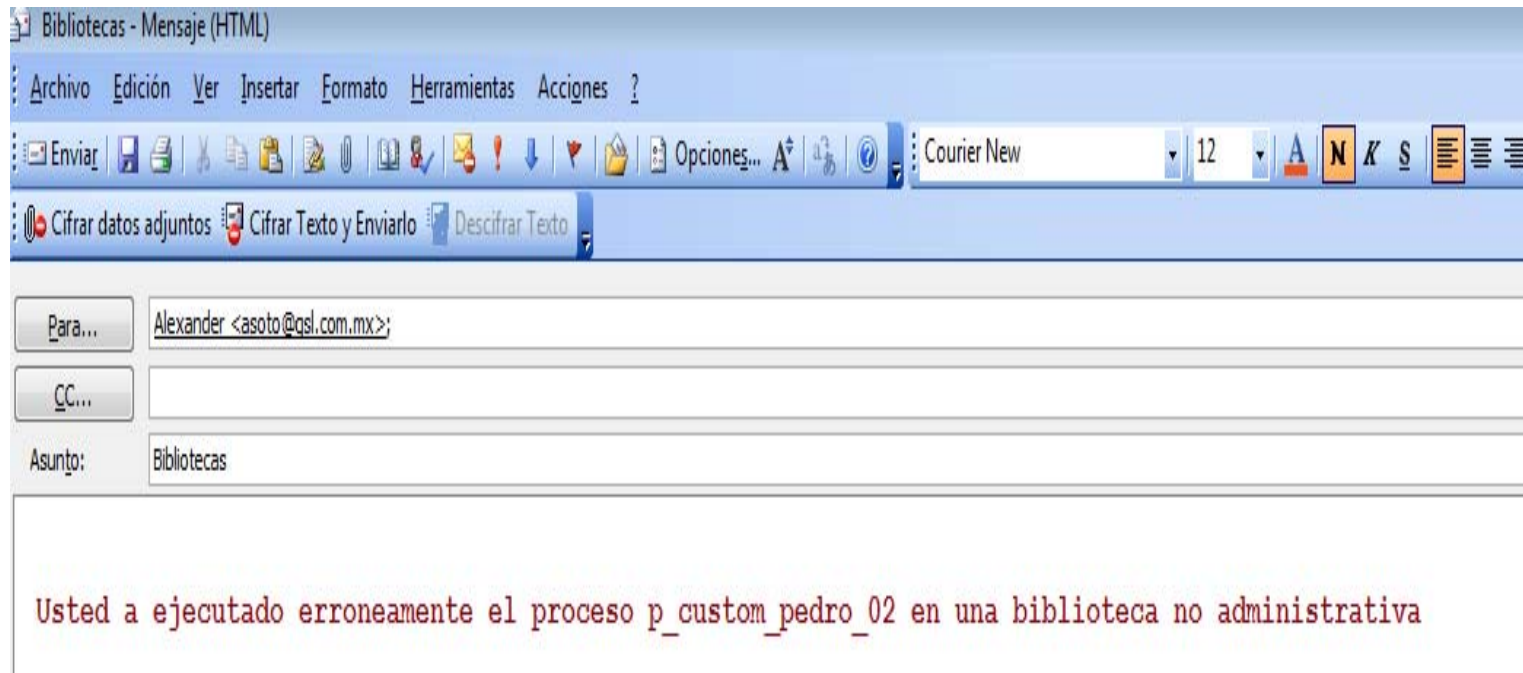 Bibliotecas - Mensaje (HTML)
Archivo Edición Ver Insertar Formato Herramientas Acciones ?
Enviar Opciones... Courier New 12 A N K S
Cifrar datos adjuntos Cifrar Texto y Enviarlo Descifrar Texto
Para... Alexander <asoto@qsl.com.mx>;
CC...
Asunto: Bibliotecas
Usted a ejecutado erroneamente el proceso p_custom_pedro_02 en una biblioteca no administrativa